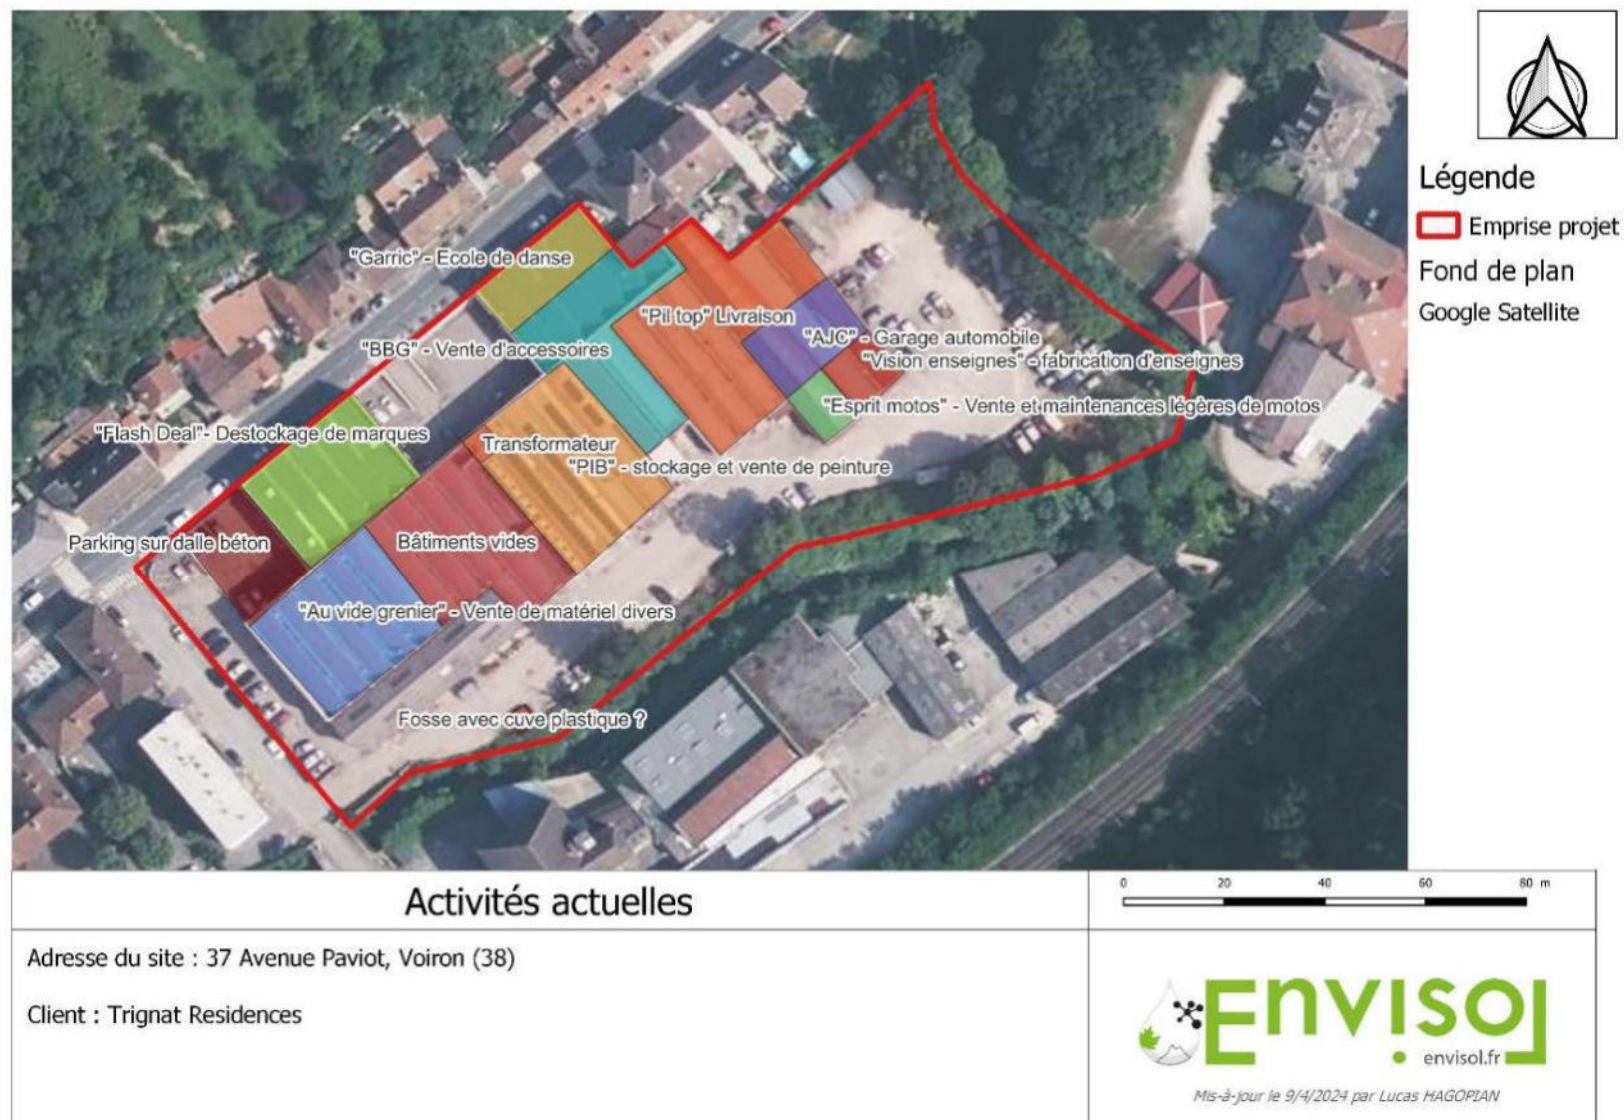 Légende
Emprise projet
Fond de plan
Google Satellite
"Garric" - Ecole de danse
"Pil top" Livraison
"AJC" - Garage automobile
"BBG" - Vente d'accessoires
"Vision enseignes" - fabrication d'enseignes
"Esprit motos" - Vente et maintenances légères de motos
"Flash Deal"- Destockage de marques
Transformateur
"PIB" - stockage et vente de peinture
Parking sur dalle béton
Bâtiments vides
"Au vide grenier" - Vente de matériel divers
Fosse avec cuve plastique ?
Activités actuelles
0 20 40 60 80 m
Adresse du site : 37 Avenue Paviot, Voiron (38)
Client : Trignat Residences
Envisol
envisol.fr
Mis-à-jour le 9/4/2024 par Lucas HAGOPIAN